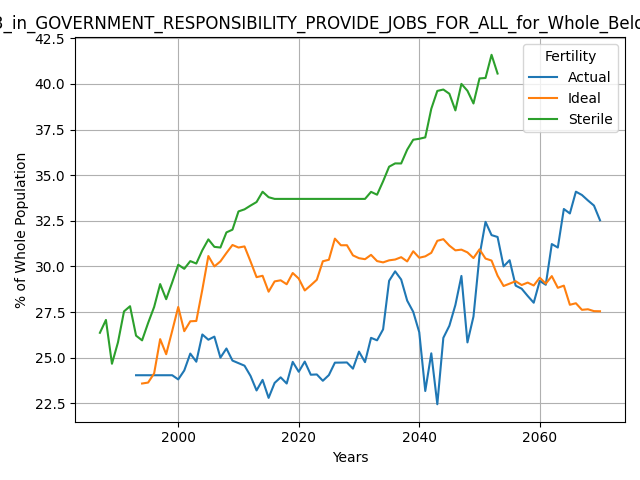 _in_GOVERNMENT_RESPONSIBILITY_PROVIDE_JOBS_FOR_ALL_for_Whole_Belo
42.5
40.0
37.5
35.0
32.5
30.0
27.5
25.0
22.5
% of Whole Population
Fertility
Actual
Ideal
Sterile
2000
2020
2040
2060
Years